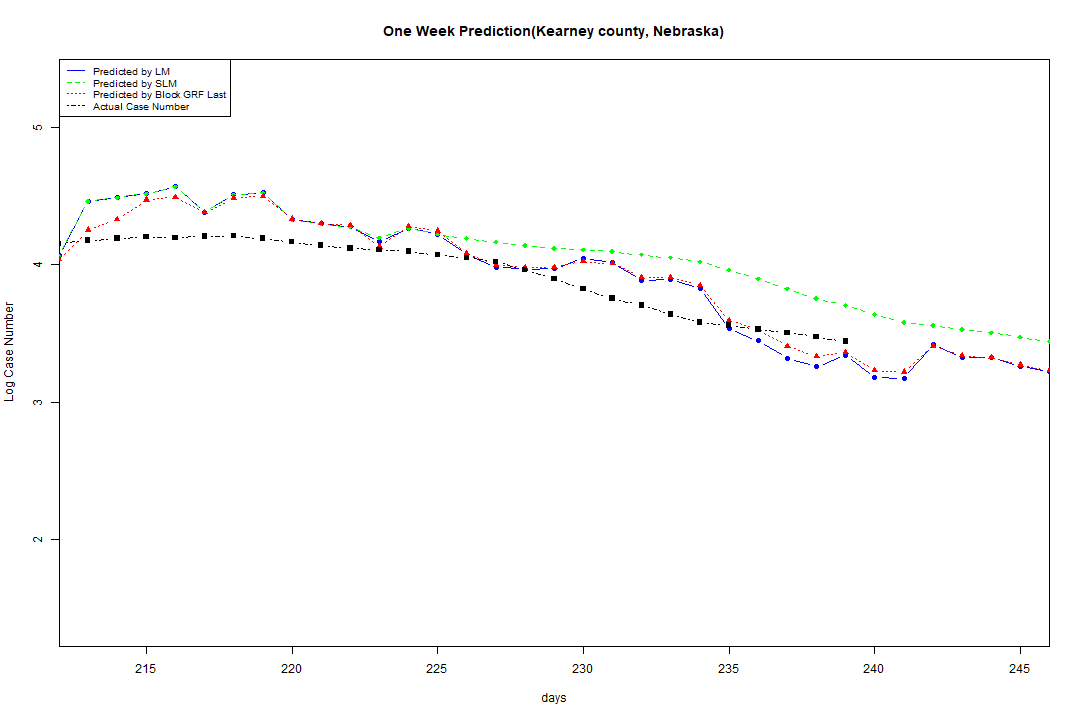 One Week Prediction(Kearney county, Nebraska)
Predicted by LM
Predicted by SLM
Predicted by Block GRF Last
Actual Case Number
5
4
3
2
Log Case Number
215 220 225 230 235 240 245
days